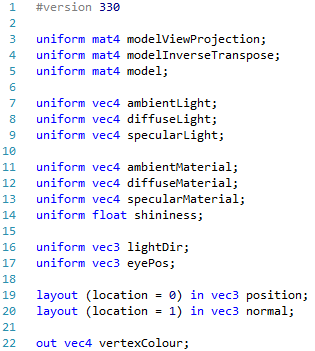 1 #version 330
2
3 uniform mat4 modelViewProjection;
4 uniform mat4 modelInverseTranspose;
5 uniform mat4 model;
6
7 uniform vec4 ambientLight;
8 uniform vec4 diffuseLight;
9 uniform vec4 specularLight;
10
11 uniform vec4 ambientMaterial;
12 uniform vec4 diffuseMaterial;
13 uniform vec4 specularMaterial;
14 uniform float shininess;
15
16 uniform vec3 lightDir;
17 uniform vec3 eyePos;
18
19 layout (location = 0) in vec3 position;
20 layout (location = 1) in vec3 normal;
21
22 out vec4 vertexColour;